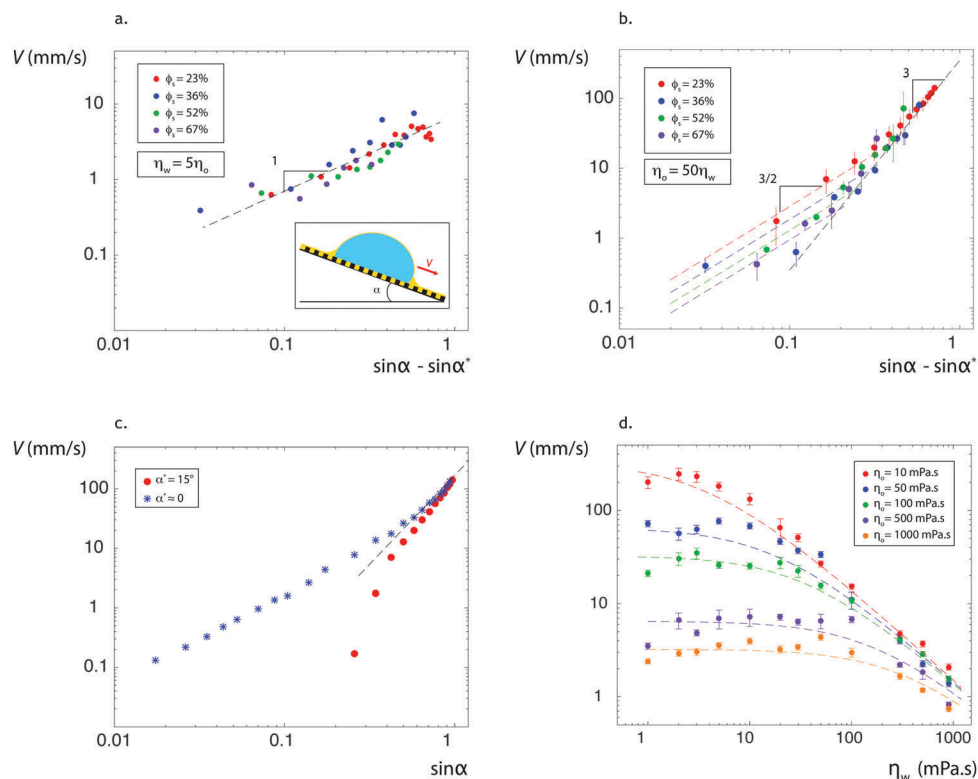 a.
V (mm/s)
ϕs = 23%
ϕs = 36%
ϕs = 52%
ϕs = 67%
ηw = 5ηo
10
1
0.1
1
V
α
0.01
0.1
1
sinα - sinα*
b.
V (mm/s)
ϕs = 23%
ϕs = 36%
ϕs = 52%
ϕs = 67%
ηo = 50ηw
100
10
1
0.1
3
3/2
0.01
0.1
1
sinα - sinα*
c.
V (mm/s)
α* = 15°
α* ≈ 0
100
10
1
0.1
0.01
0.1
1
sinα
d.
V (mm/s)
ηo = 10 mPa.s
ηo = 50 mPa.s
ηo = 100 mPa.s
ηo = 500 mPa.s
ηo = 1000 mPa.s
100
10
1
1
10
100
1000
ηw (mPa.s)